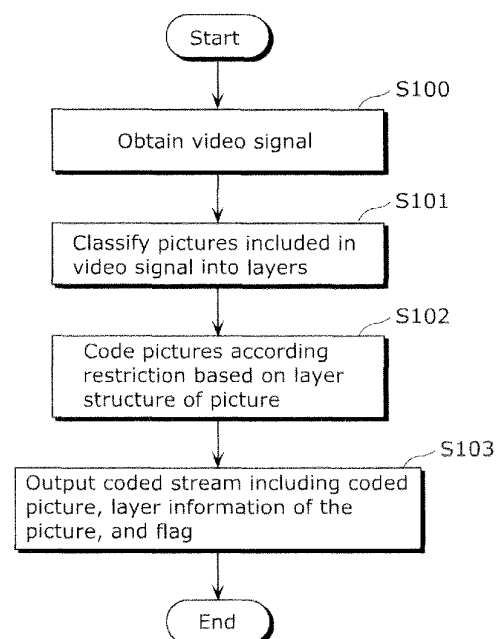 Start
S100
Obtain video signal
S101
Classify pictures included in
video signal into layers
S102
Code pictures according
restriction based on layer
structure of picture
S103
Output coded stream including coded
picture, layer information of the
picture, and flag
End